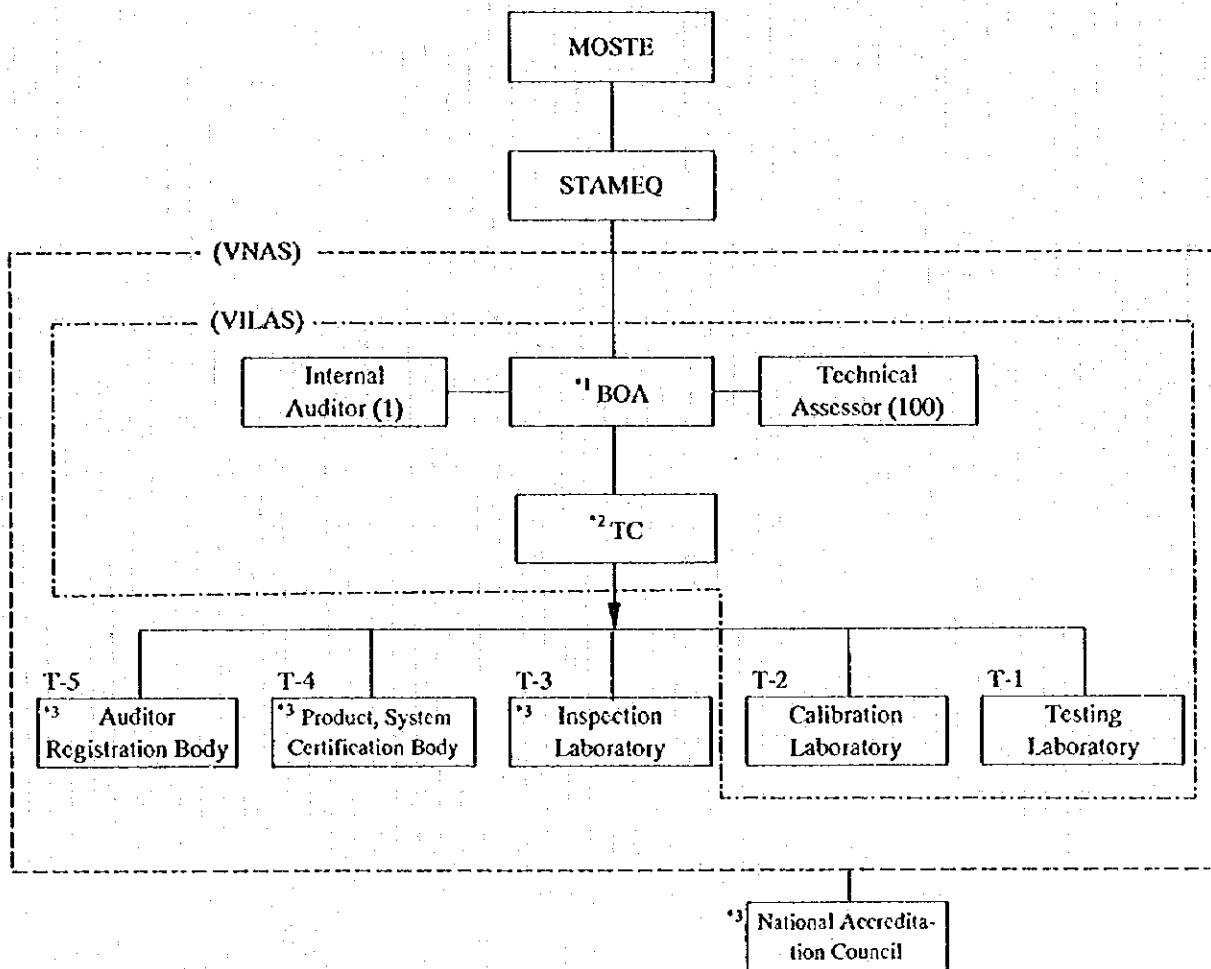 MOSTE
STAMEQ
(VNAS)
(VILAS)
Internal
Auditor (1)
*1 BOA
Technical
Assessor (100)
*2 TC
T-5
*3 Auditor
Registration Body
T-4
*3 Product, System
Certification Body
T-3
*3 Inspection
Laboratory
T-2
Calibration
Laboratory
T-1
Testing
Laboratory
*3 National Accredita-
tion Council